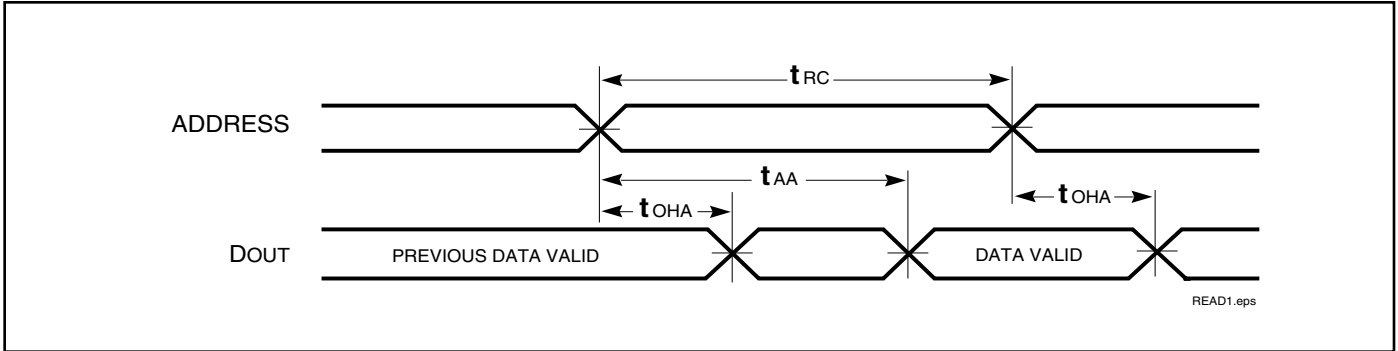 tRC
ADDRESS
tAA
tOHA
tOHA
DOUT
PREVIOUS DATA VALID
DATA VALID
READ1.eps